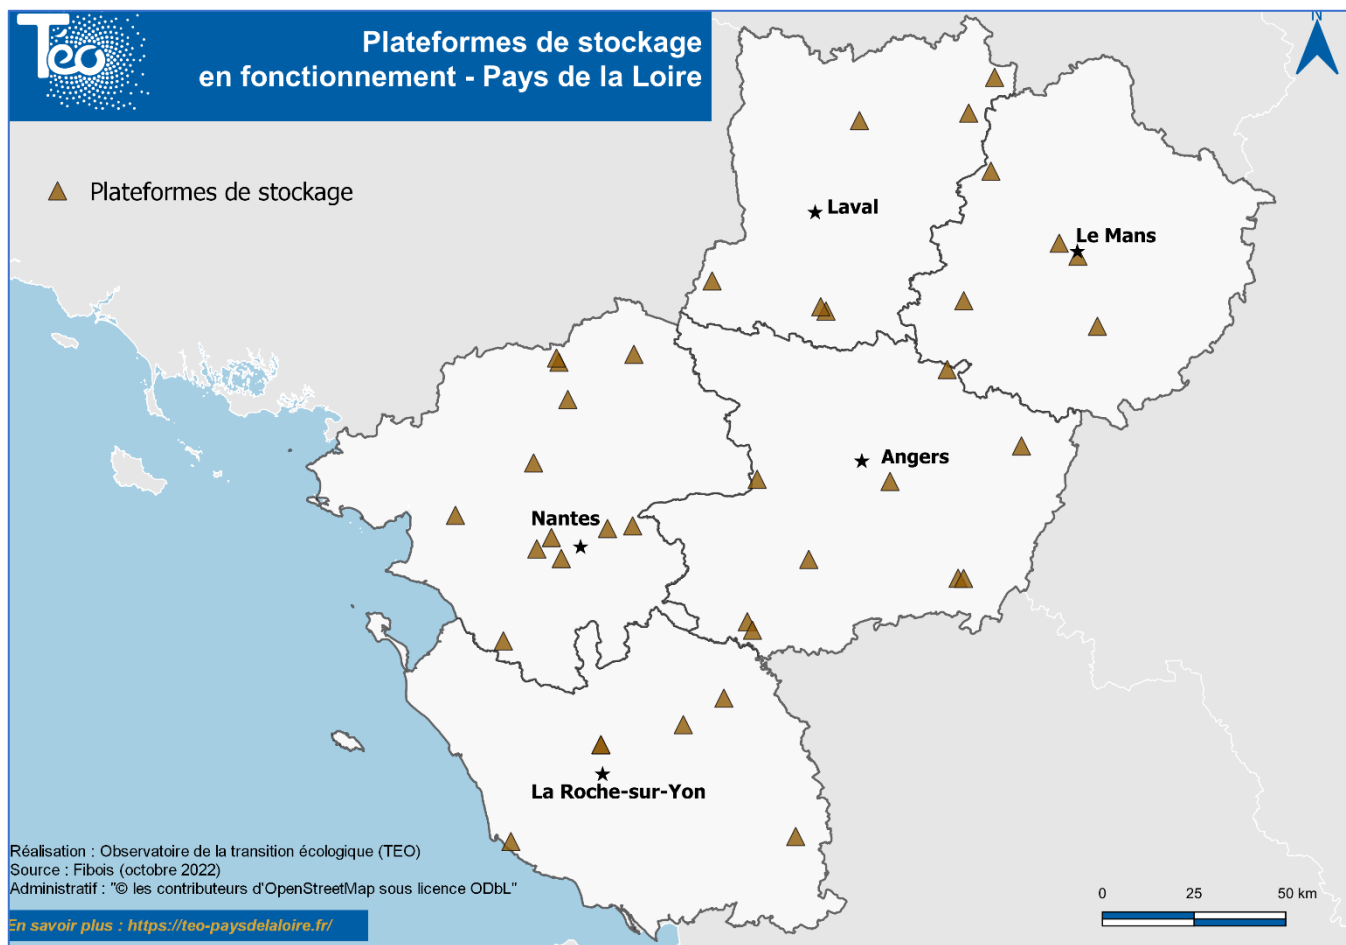 Téo
Plateformes de stockage
en fonctionnement - Pays de la Loire
N
Plateformes de stockage
Laval
Le Mans
Angers
Nantes
La Roche-sur-Yon
Réalisation : Observatoire de la transition écologique (TEO)
Source : Fibois (octobre 2022)
Administratif : "© les contributeurs d'OpenStreetMap sous licence ODbL"
En savoir plus : https://teo-paysdelaloire.fr/
0 25 50 km